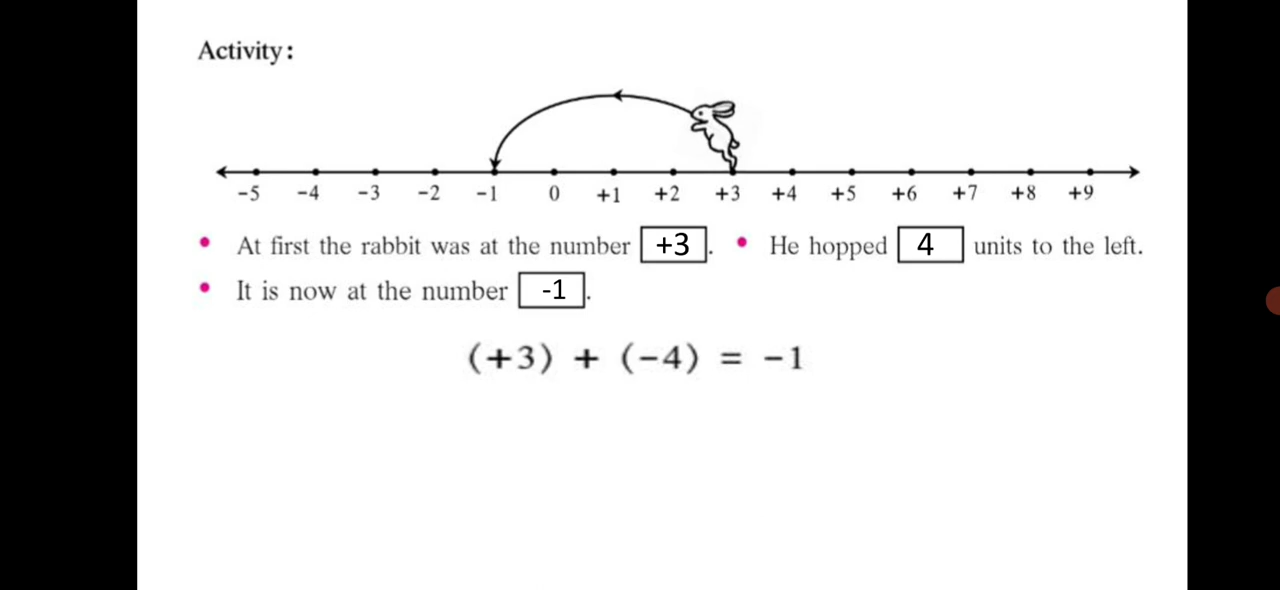 Activity:
-5 -4 -3 -2 -1 0 +1 +2 +3 +4 +5 +6 +7 +8 +9
• At first the rabbit was at the number +3. • He hopped 4 units to the left.
• It is now at the number -1.
(+3) + (-4) = -1